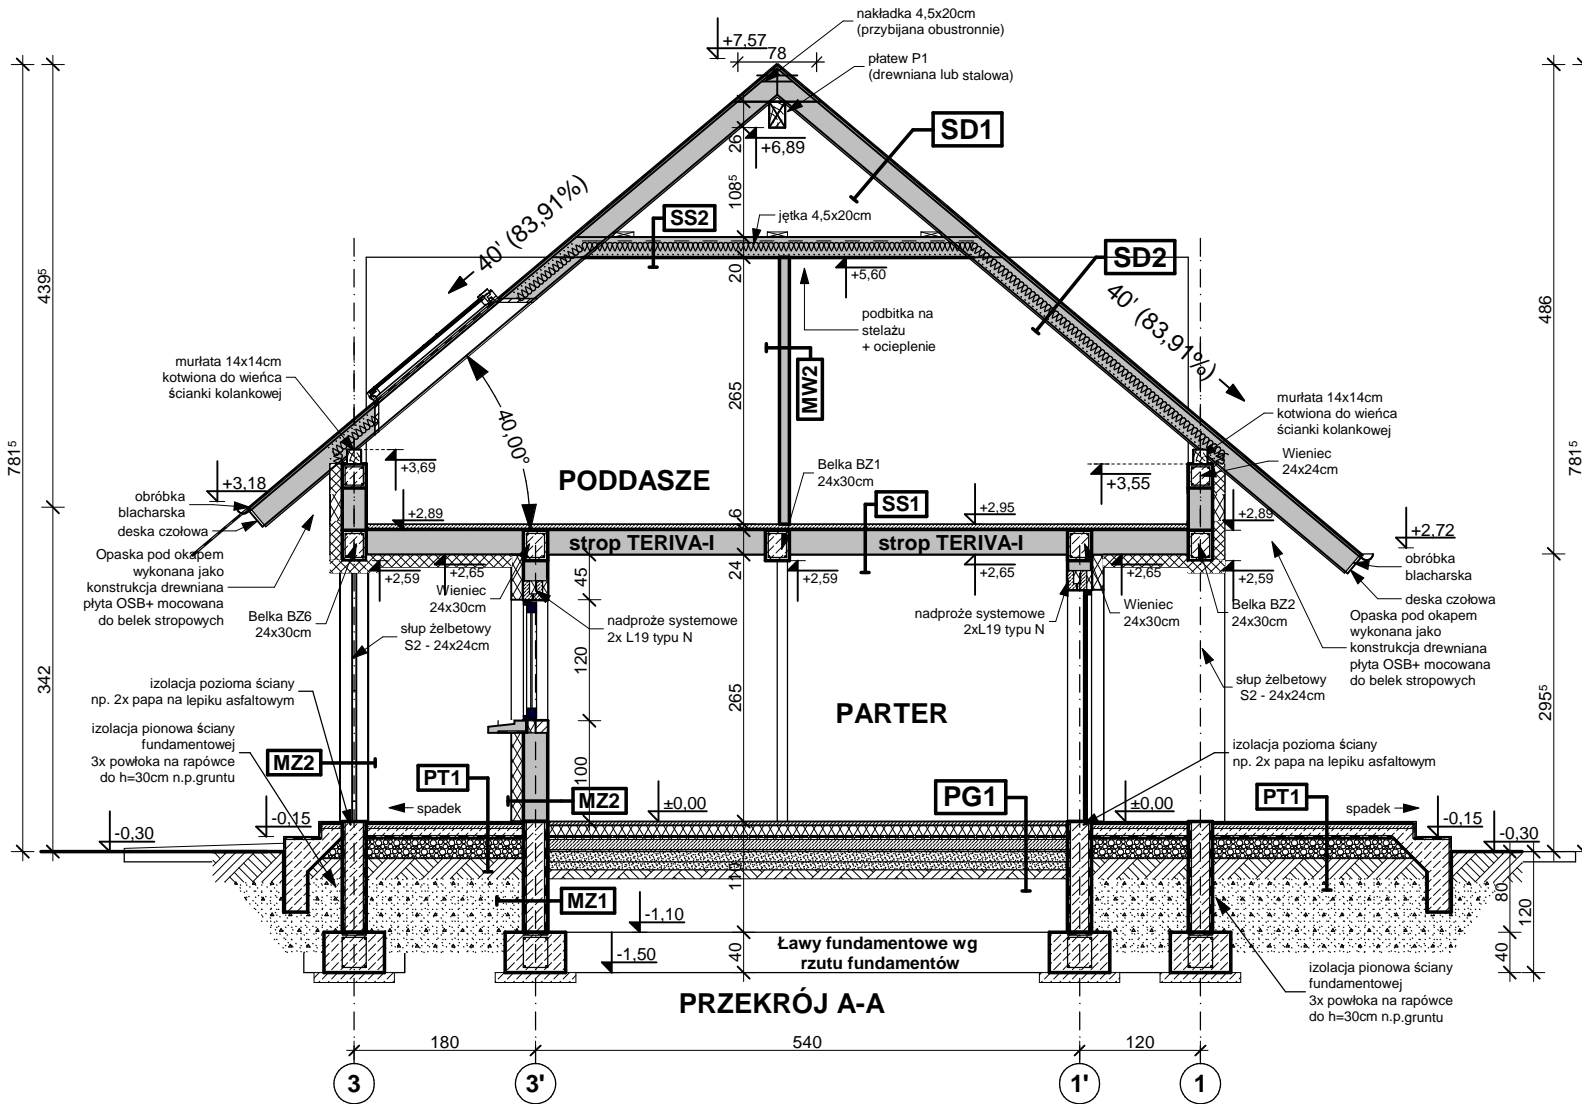 nakładka 4,5x20cm
(przybijana obustronnie)
+7,57
78
płatew P1
(drewniana lub stalowa)
SD1
26
+6,89
40' (83,91%)
108⁵
SS2
jętka 4,5x20cm
SD2
20
+5,60
40' (83,91%)
439⁵
486
podbitka na
stelażu
+ ocieplenie
murłata 14x14cm
kotwiona do wieńca
ścianki kolankowej
MW2
265
40,00°
murłata 14x14cm
kotwiona do wieńca
ścianki kolankowej
781⁵
781⁵
+3,69
Belka BZ1
24x30cm
+3,55
Wieniec
24x24cm
+3,18
PODDASZE
SS1
obróbka
blacharska
deska czołowa
+2,89
6
+2,95
+2,89
+2,72
strop TERIVA-I
strop TERIVA-I
Opaska pod okapem
wykonana jako
konstrukcja drewniana
płyta OSB+ mocowana
do belek stropowych
+2,59
+2,65
45
24
+2,59
+2,65
+2,65
+2,59
obróbka
blacharska
deska czołowa
Belka BZ6
24x30cm
Wieniec
24x30cm
nadproże systemowe
2x L19 typu N
nadproże systemowe
2xL19 typu N
Wieniec
24x30cm
Belka BZ2
24x30cm
Opaska pod okapem
wykonana jako
konstrukcja drewniana
płyta OSB+ mocowana
do belek stropowych
słup żelbetowy
S2 - 24x24cm
120
342
265
295⁵
izolacja pozioma ściany
np. 2x papa na lepiku asfaltowym
słup żelbetowy
S2 - 24x24cm
PARTER
izolacja pionowa ściany
fundamentowej
3x powłoka na rapówce
do h=30cm n.p.gruntu
izolacja pozioma ściany
np. 2x papa na lepiku asfaltowym
MZ2
PT1
100
MZ2
PG1
PT1
spadek
±0,00
±0,00
spadek
-0,30
-0,15
-0,15
-0,30
110
80
120
MZ1
-1,10
-1,50
40
Ławy fundamentowe wg
rzutu fundamentów
40
PRZEKRÓJ A-A
izolacja pionowa ściany
fundamentowej
3x powłoka na rapówce
do h=30cm n.p.gruntu
180
540
120
3
3'
1'
1